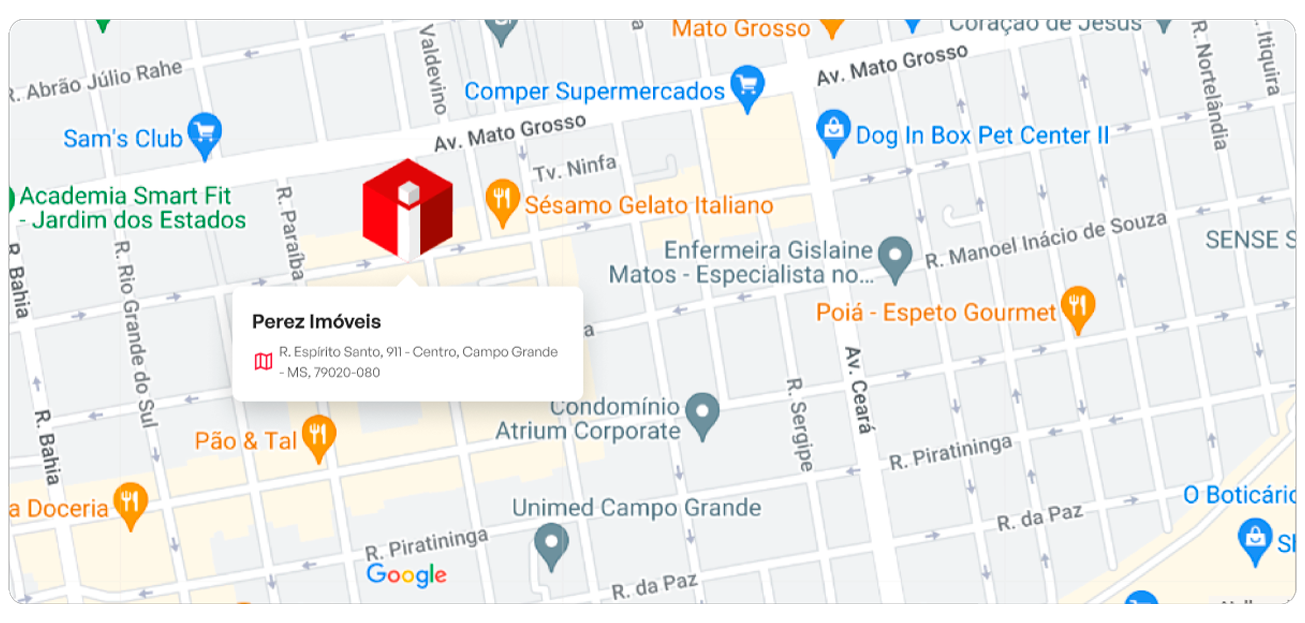 Mato Grosso
Coração de Jesus
Valdevino
R. Nortelândia
Itiquira
R. Abrão Júlio Rahe
Av. Mato Grosso
Comper Supermercados
Sam's Club
Av. Mato Grosso
Dog In Box Pet Center II
Tv. Ninfa
Academia Smart Fit
- Jardim dos Estados
R. Paraíba
Sésamo Gelato Italiano
R. Manoel Inácio de Souza
SENSE S
Enfermeira Gislaine
Matos - Especialista no...
R. Bahia
R. Rio Grande do Sul
Poiá - Espeto Gourmet
Perez Imóveis
R. Espírito Santo, 911 - Centro, Campo Grande
- MS, 79020-080
a
Av. Ceará
R. Sergipe
Condomínio
Atrium Corporate
R. Bahia
Pão & Tal
R. Piratininga
a Doceria
Unimed Campo Grande
O Boticário
R. da Paz
R. Piratininga
Google
R. da Paz